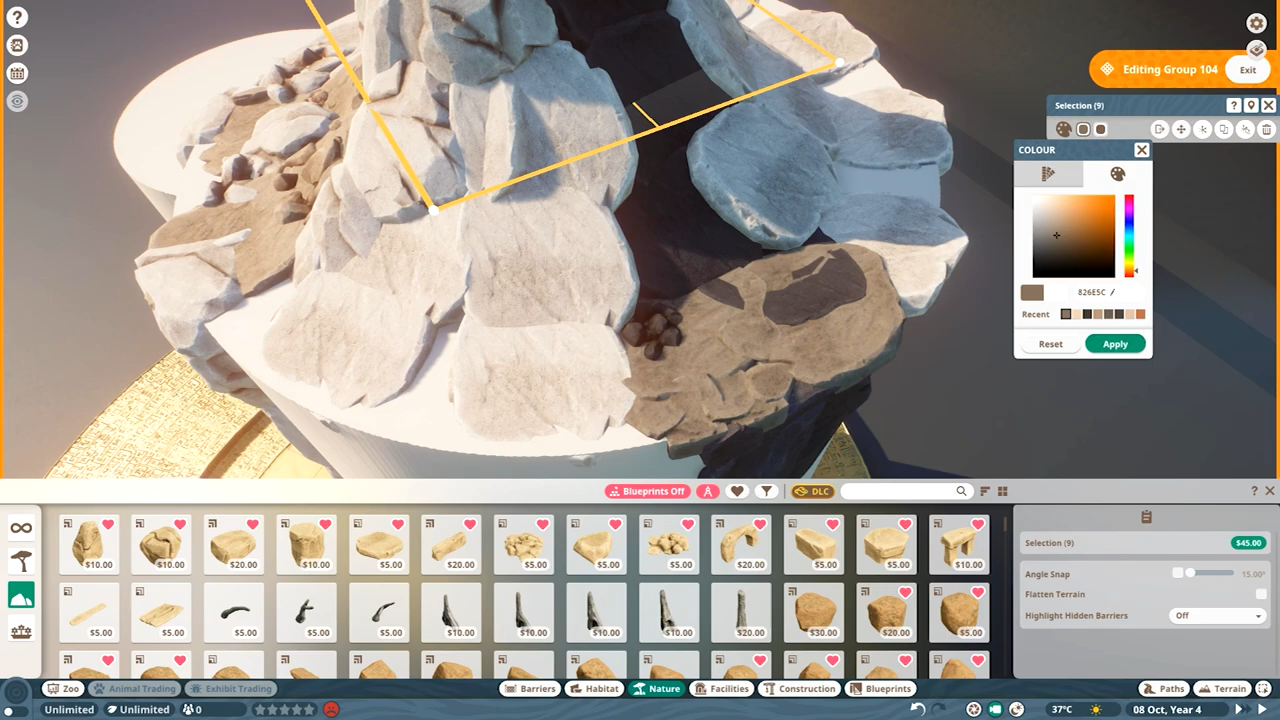 ?
Editing Group 104
Exit
Selection (9)
?
COLOUR
826E5C
Recent
Reset
Apply
Blueprints Off
DLC
?
$10.00
$10.00
$20.00
$10.00
$5.00
$20.00
$5.00
$5.00
$5.00
$20.00
$5.00
$5.00
$10.00
$5.00
$5.00
$5.00
$5.00
$5.00
$10.00
$10.00
$10.00
$10.00
$20.00
$30.00
$20.00
$5.00
Selection (9)
$45.00
Angle Snap
15.00°
Flatten Terrain
Highlight Hidden Barriers
Off
Zoo
Animal Trading
Exhibit Trading
Barriers
Habitat
Nature
Facilities
Construction
Blueprints
Paths
Terrain
Unlimited
Unlimited
0
37°C
08 Oct, Year 4